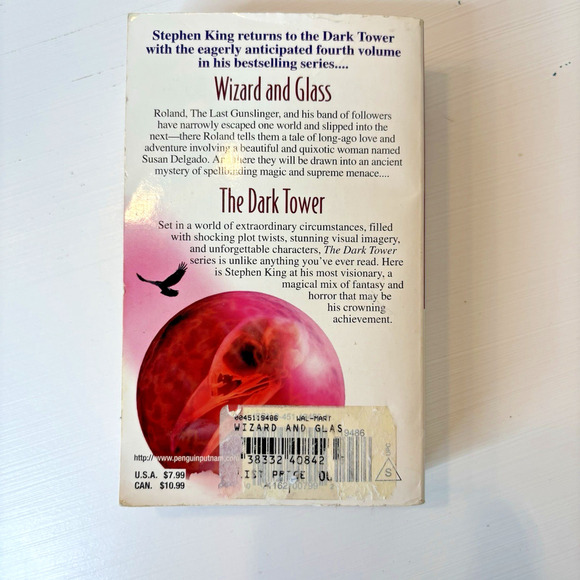 Stephen King returns to the Dark Tower
with the eagerly anticipated fourth volume
in his bestselling series....
Wizard and Glass
Roland, The Last Gunslinger, and his band of followers
have narrowly escaped one world and slipped into the
next—there Roland tells them a tale of long-ago love and
adventure involving a beautiful and quixotic woman named
Susan Delgado. And there they will be drawn into an ancient
mystery of spellbinding magic and supreme menace....
The Dark Tower
Set in a world of extraordinary circumstances, filled
with shocking plot twists, stunning visual imagery,
and unforgettable characters, The Dark Tower
series is unlike anything you've ever read. Here
is Stephen King at his most visionary, a
magical mix of fantasy and
horror that may be
his crowning
achievement.
WAL-MART
WIZARD AND GLAS
9486
38332 40842
LIST PRICE
http://www.penguinputnam.com
U.S.A. $7.99
CAN. $10.99
S